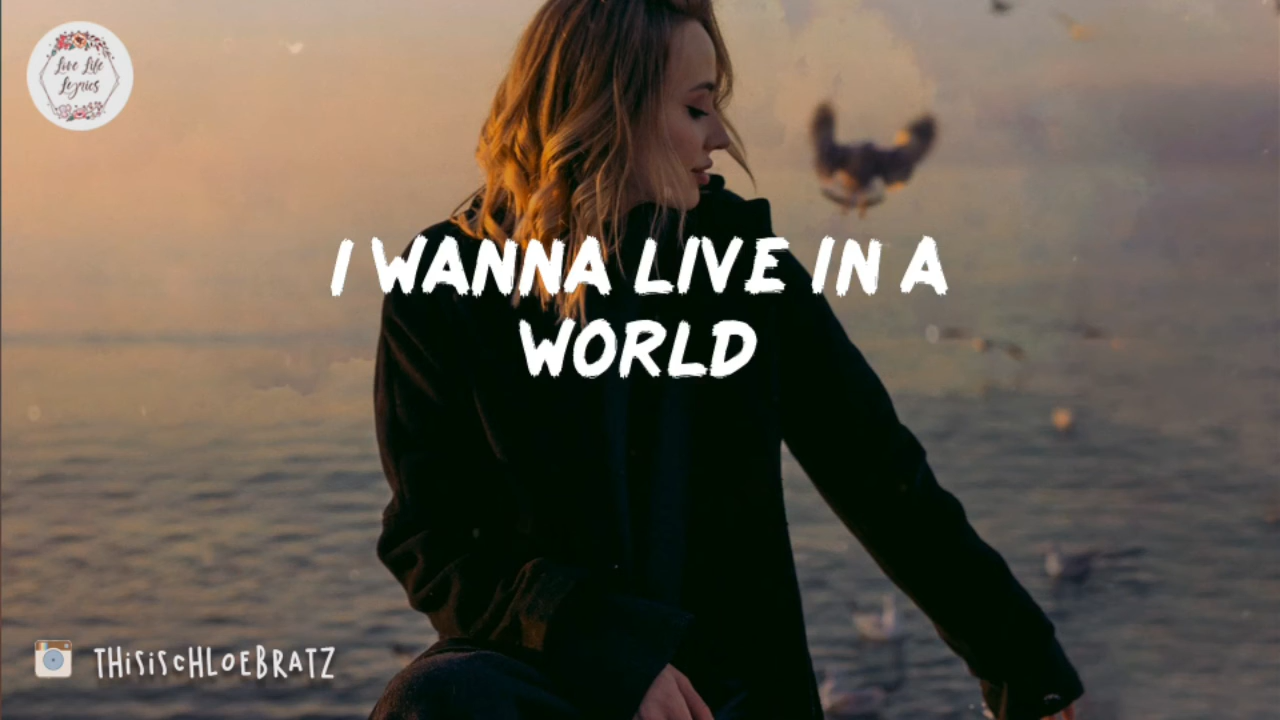 Live Life
Lyrics
I WANNA LIVE IN A
WORLD
THISISCHLOEBRATZ